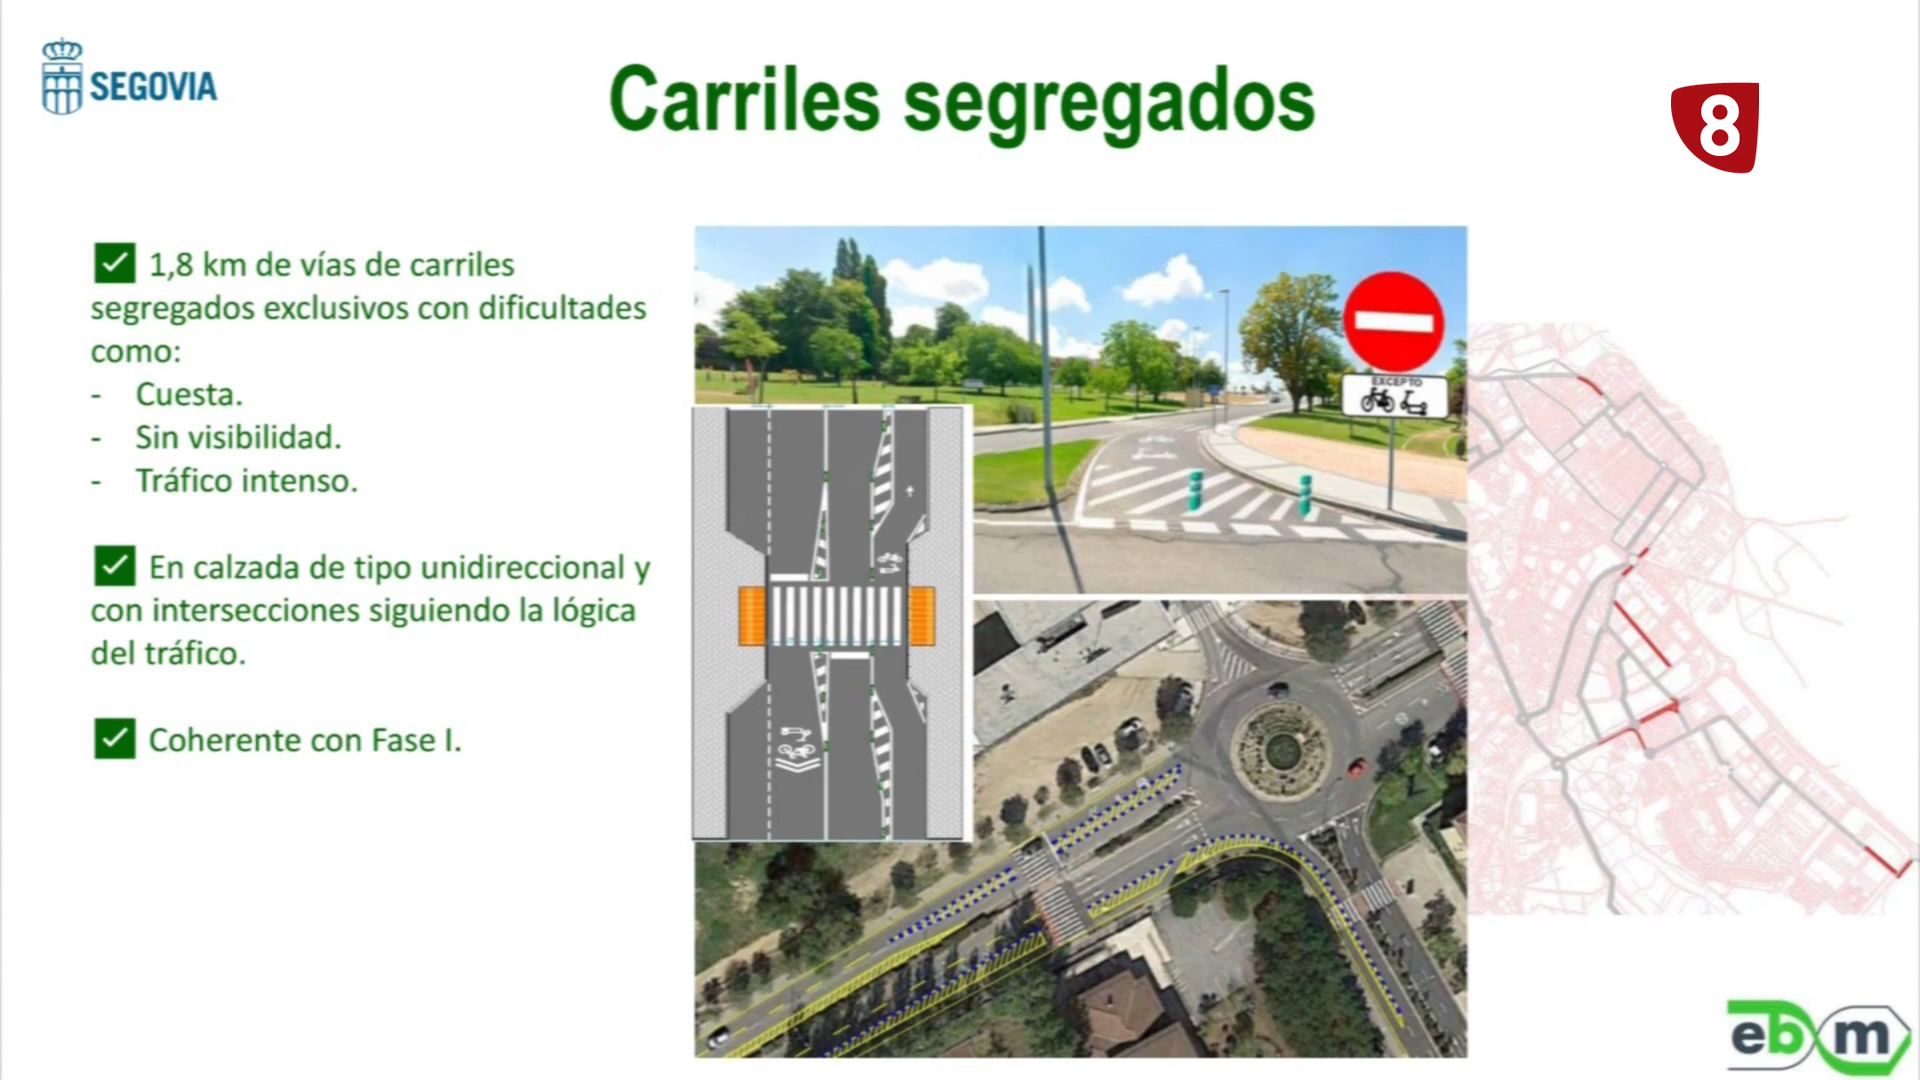 SEGOVIA
Carriles segregados
8
1,8 km de vías de carriles
segregados exclusivos con dificultades
como:
- Cuesta.
- Sin visibilidad.
- Tráfico intenso.
En calzada de tipo unidireccional y
con intersecciones siguiendo la lógica
del tráfico.
Coherente con Fase I.
EXCEPTO
ebm